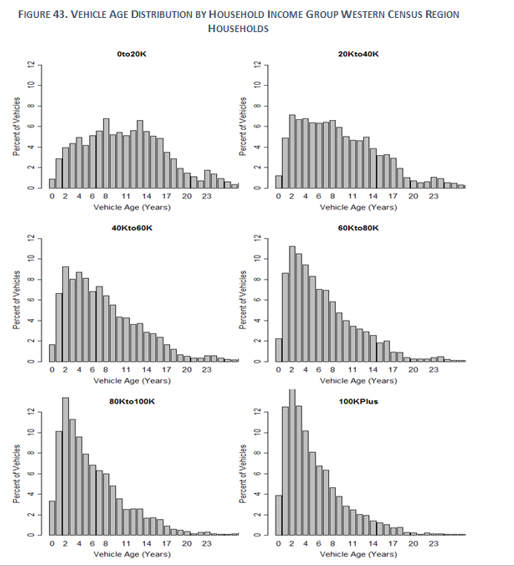 FIGURE 43. VEHICLE AGE DISTRIBUTION BY HOUSEHOLD INCOME GROUP WESTERN CENSUS REGION
HOUSEHOLDS
0to20K
20Kto40K
Percent of Vehicles
0 2 4 6 8 10 12
Percent of Vehicles
0 2 4 6 8 10 12
0 2 4 6 8 11 14 17 20 23
0 2 4 6 8 11 14 17 20 23
Vehicle Age (Years)
Vehicle Age (Years)
40Kto60K
60Kto80K
Percent of Vehicles
0 2 4 6 8 10 12
Percent of Vehicles
0 2 4 6 8 10 12
0 2 4 6 8 11 14 17 20 23
0 2 4 6 8 11 14 17 20 23
Vehicle Age (Years)
Vehicle Age (Years)
80Kto100K
100KPlus
Percent of Vehicles
0 2 4 6 8 10 12
Percent of Vehicles
0 2 4 6 8 10 12
0 2 4 6 8 11 14 17 20 23
0 2 4 6 8 11 14 17 20 23
Vehicle Age (Years)
Vehicle Age (Years)